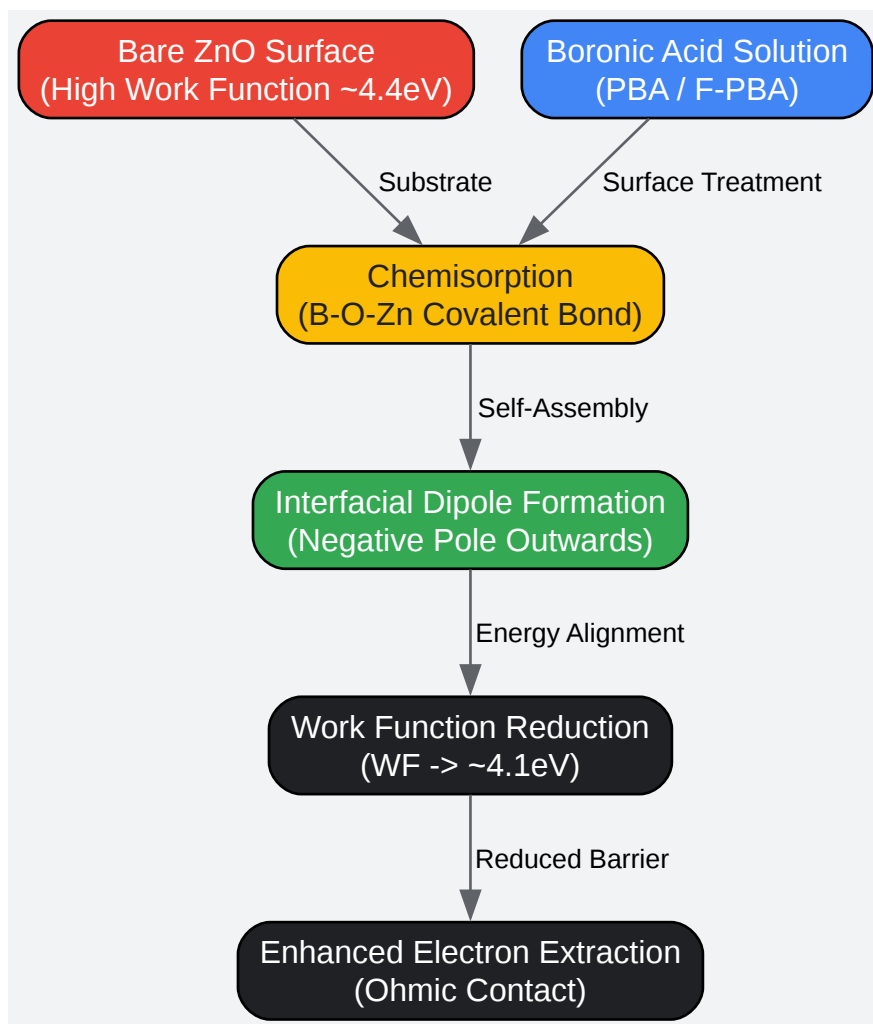 Bare ZnO Surface
(High Work Function ~4.4eV)
Boronic Acid Solution
(PBA / F-PBA)
Substrate
Surface Treatment
Chemisorption
(B-O-Zn Covalent Bond)
Self-Assembly
Interfacial Dipole Formation
(Negative Pole Outwards)
Energy Alignment
Work Function Reduction
(WF -> ~4.1eV)
Reduced Barrier
Enhanced Electron Extraction
(Ohmic Contact)